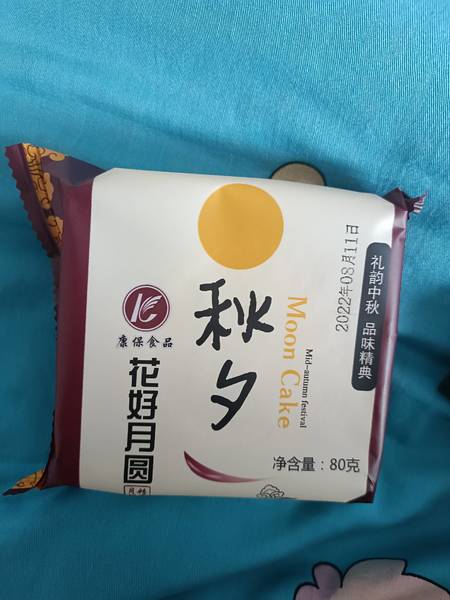 2022年08月11日
礼韵中秋 品味精典
秋夕
Moon Cake
Mid-autumn festival
康保食品
花好月圆
净含量：80克